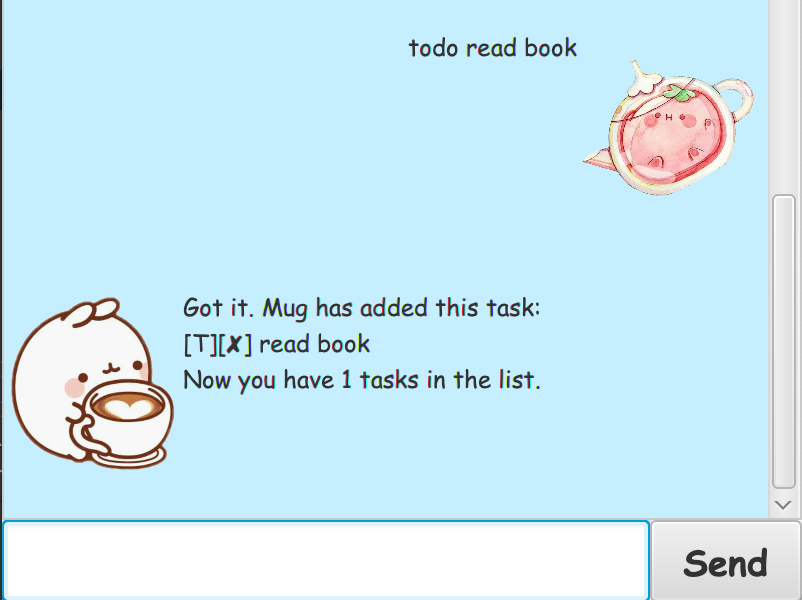 todo read book
Got it. Mug has added this task:
[T][✘] read book
Now you have 1 tasks in the list.
Send